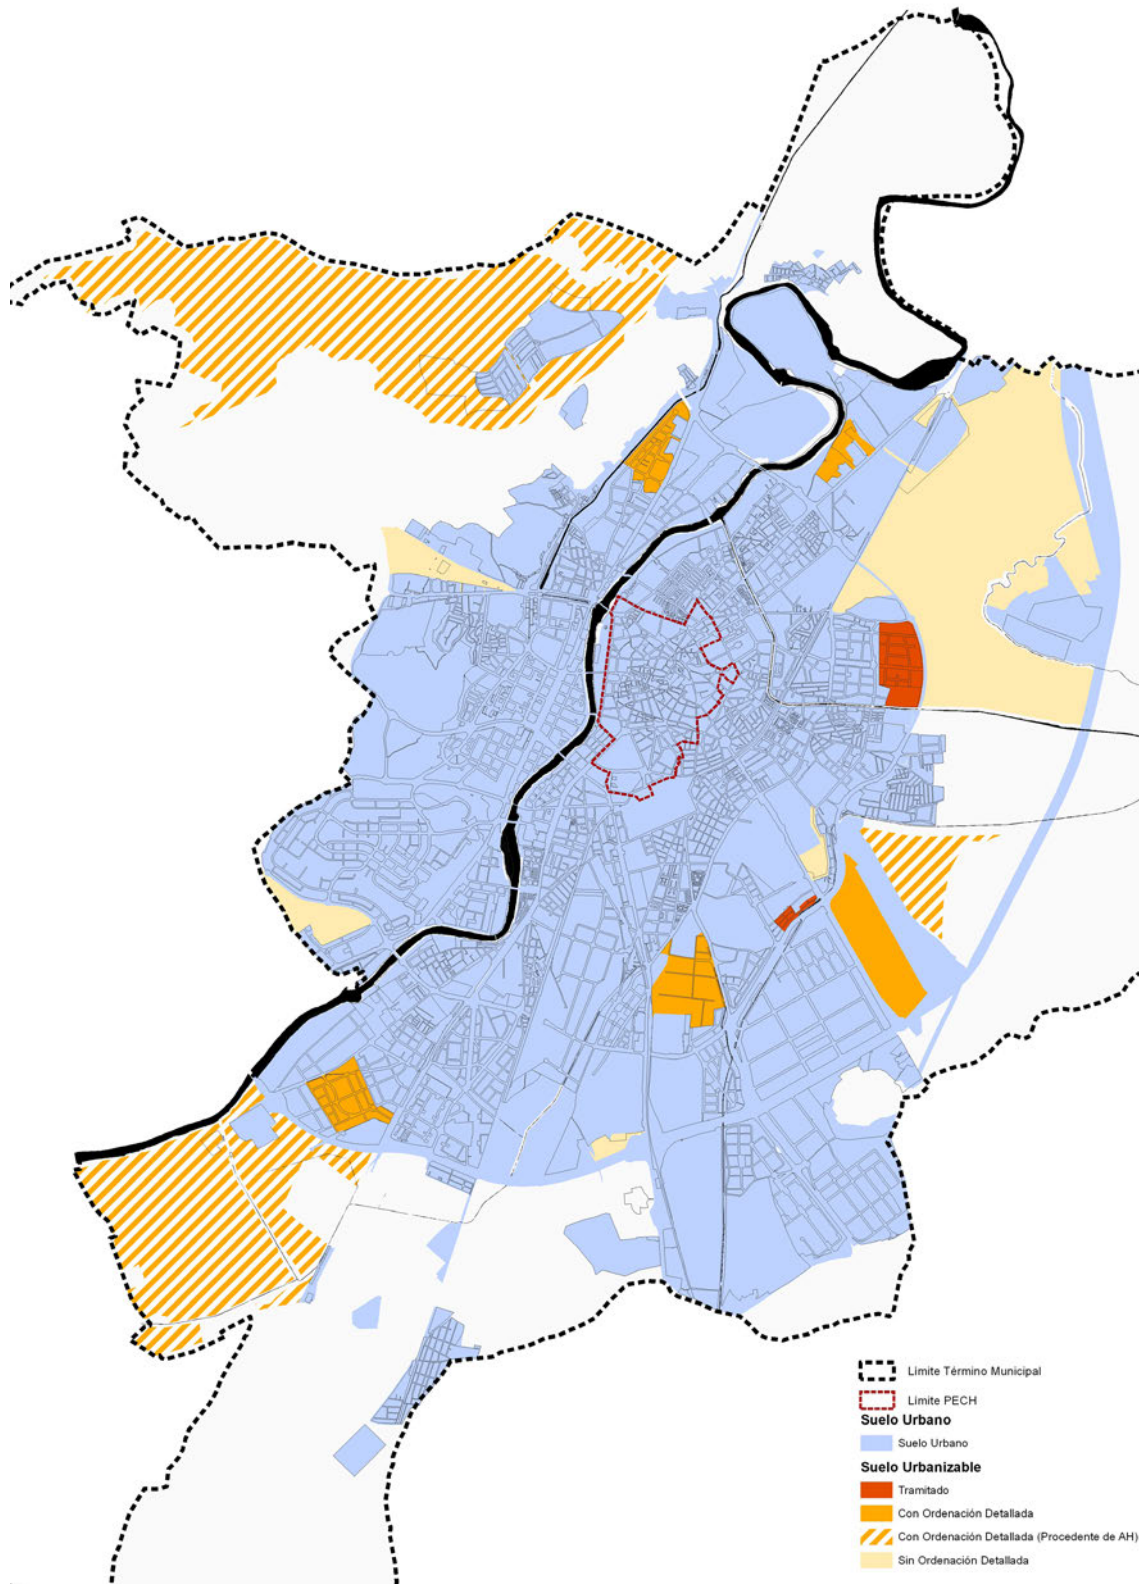 Límite Término Municipal
Límite PECH
Suelo Urbano
Suelo Urbano
Suelo Urbanizable
Tramitado
Con Ordenación Detallada
Con Ordenación Detallada (Procedente de AH)
Sin Ordenación Detallada